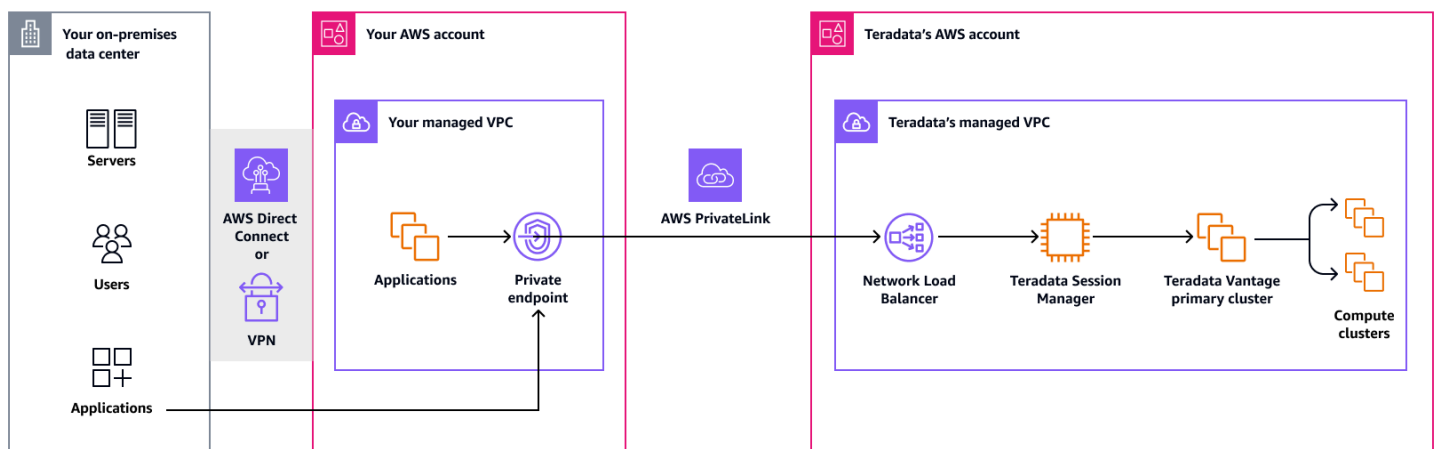 Your on-premises
data center
Servers
Users
Applications
AWS Direct
Connect
or
VPN
Your AWS account
Your managed VPC
Applications
Private
endpoint
AWS PrivateLink
Teradata’s AWS account
Teradata’s managed VPC
Network Load
Balancer
Teradata Session
Manager
Teradata Vantage
primary cluster
Compute
clusters